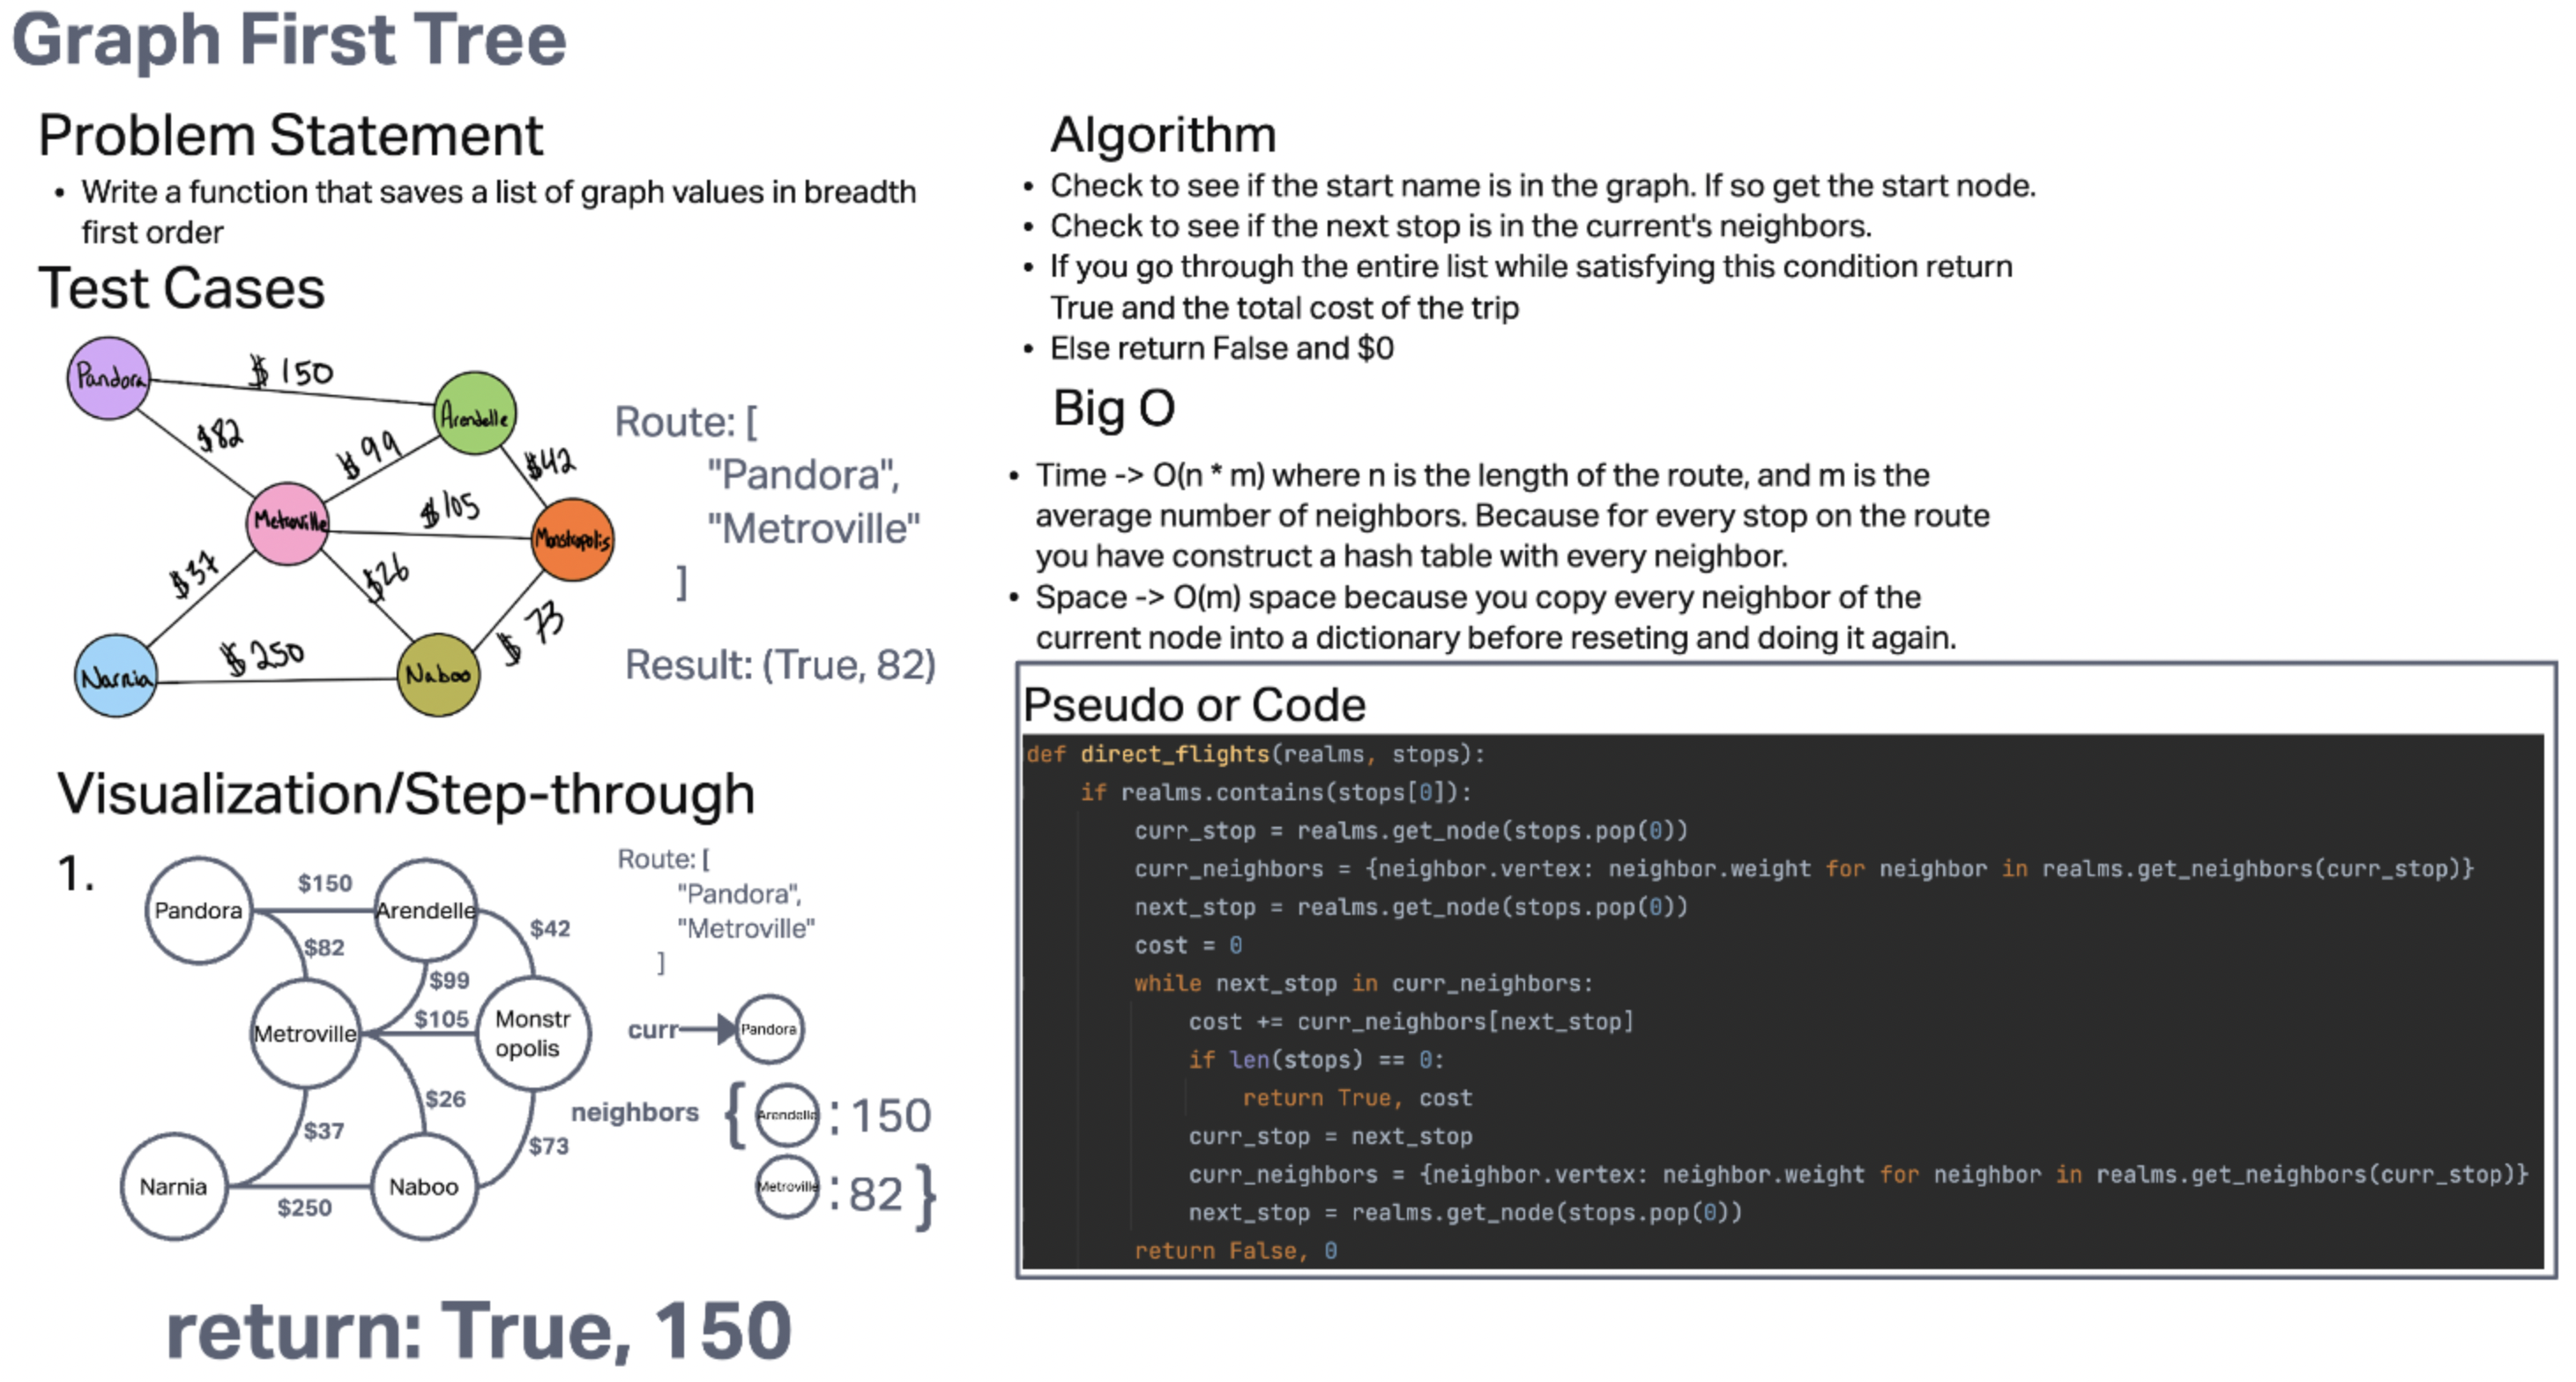 Graph First Tree
Problem Statement
• Write a function that saves a list of graph values in breadth
first order
Test Cases
Pandora
$150
Arendelle
$82
$99
$42
Metroville
$105
Monstropolis
$37
$26
$73
Narnia
$250
Naboo
Route: [
"Pandora",
"Metroville"
]
Result: (True, 82)
Visualization/Step-through
1.
Pandora
$150
Arendelle
$82
$42
$99
Metroville
$105
Monstr
opolis
$26
$37
$73
Narnia
Naboo
$250
Route: [
"Pandora",
"Metroville"
]
curr
Pandora
neighbors
{ Arendelle : 150
Metroville : 82 }
return: True, 150
Algorithm
• Check to see if the start name is in the graph. If so get the start node.
• Check to see if the next stop is in the current's neighbors.
• If you go through the entire list while satisfying this condition return
True and the total cost of the trip
• Else return False and $0
Big O
• Time -> O(n * m) where n is the length of the route, and m is the
average number of neighbors. Because for every stop on the route
you have construct a hash table with every neighbor.
• Space -> O(m) space because you copy every neighbor of the
current node into a dictionary before reseting and doing it again.
Pseudo or Code
def direct_flights(realms, stops):
if realms.contains(stops[0]):
curr_stop = realms.get_node(stops.pop(0))
curr_neighbors = {neighbor.vertex: neighbor.weight for neighbor in realms.get_neighbors(curr_stop)}
next_stop = realms.get_node(stops.pop(0))
cost = 0
while next_stop in curr_neighbors:
cost += curr_neighbors[next_stop]
if len(stops) == 0:
return True, cost
curr_stop = next_stop
curr_neighbors = {neighbor.vertex: neighbor.weight for neighbor in realms.get_neighbors(curr_stop)}
next_stop = realms.get_node(stops.pop(0))
return False, 0